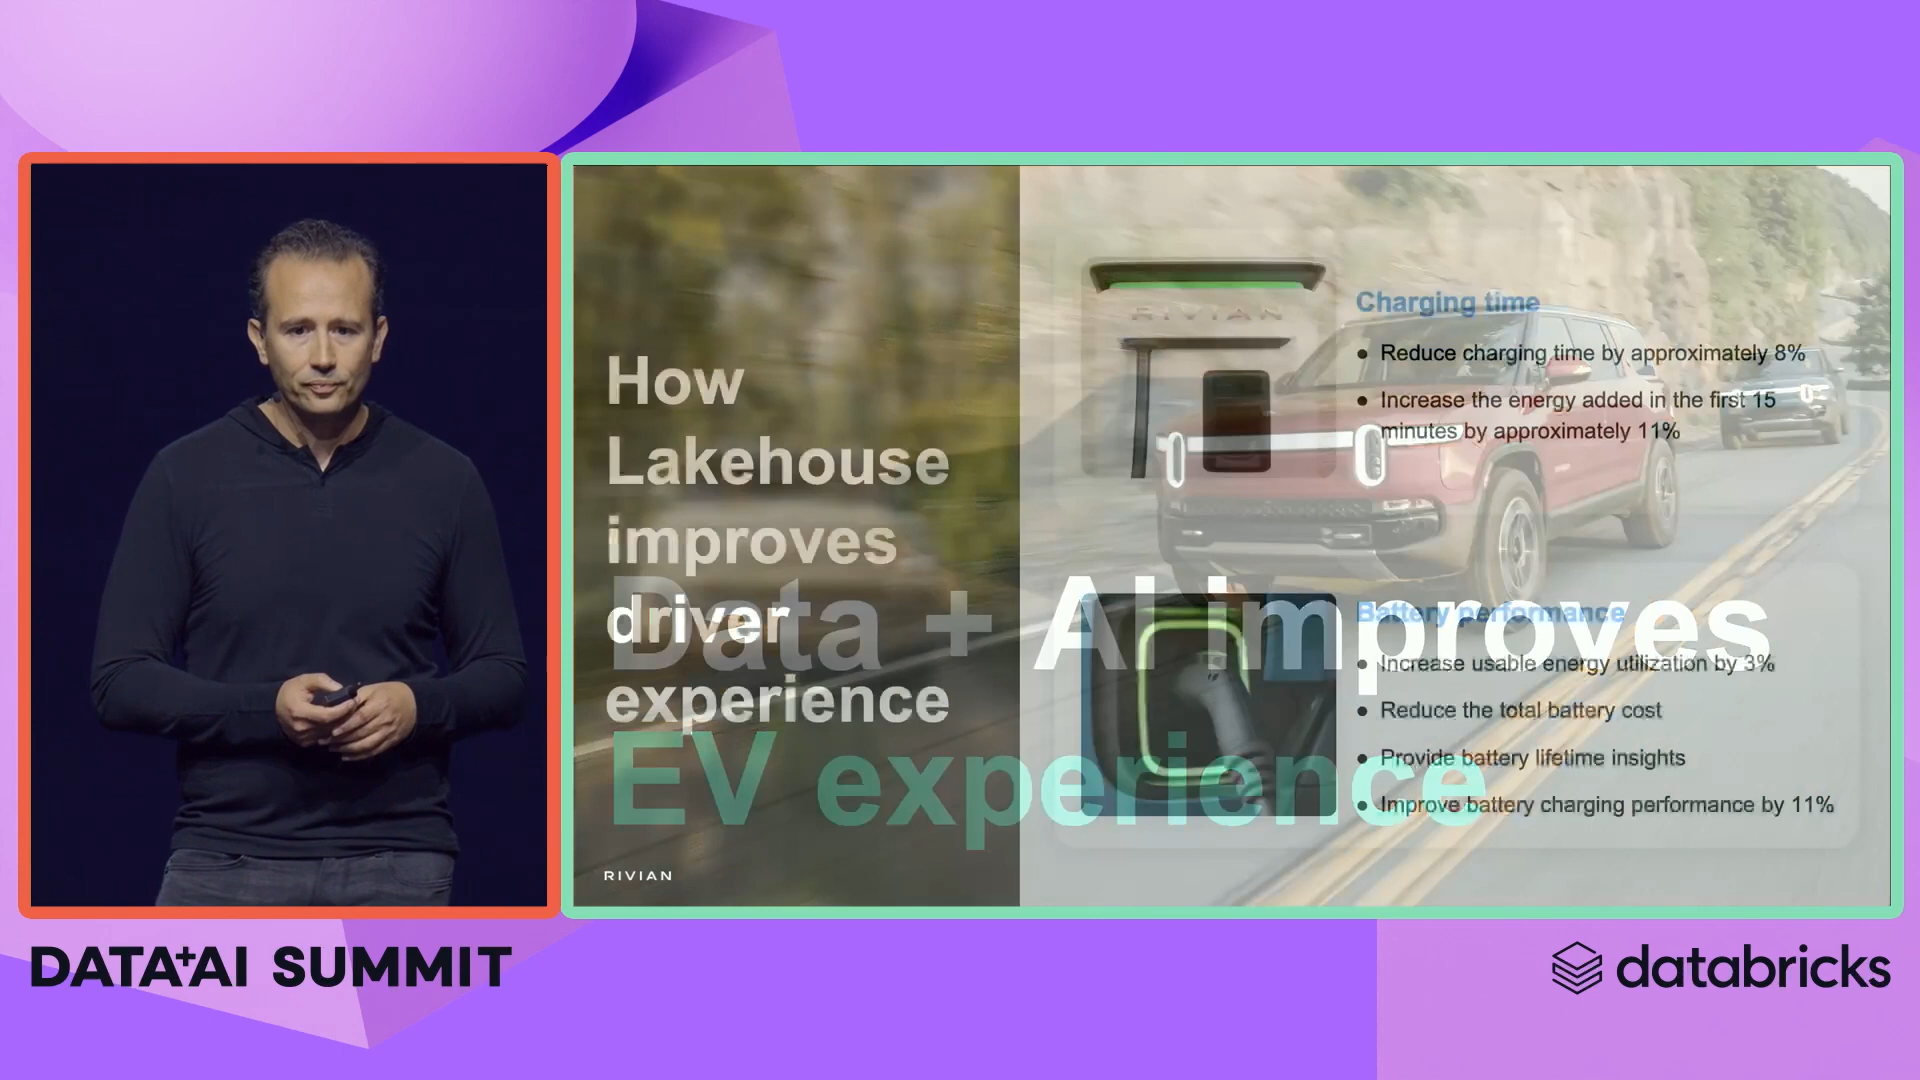 How
Lakehouse
improves
driver
experience
RIVIAN
RIVIAN
Charging time
Reduce charging time by approximately 8%
Increase the energy added in the first 15
minutes by approximately 11%
Battery performance
Increase usable energy utilization by 3%
Reduce the total battery cost
Provide battery lifetime insights
Improve battery charging performance by 11%
Data + AI improves
EV experience
DATA+AI SUMMIT
databricks